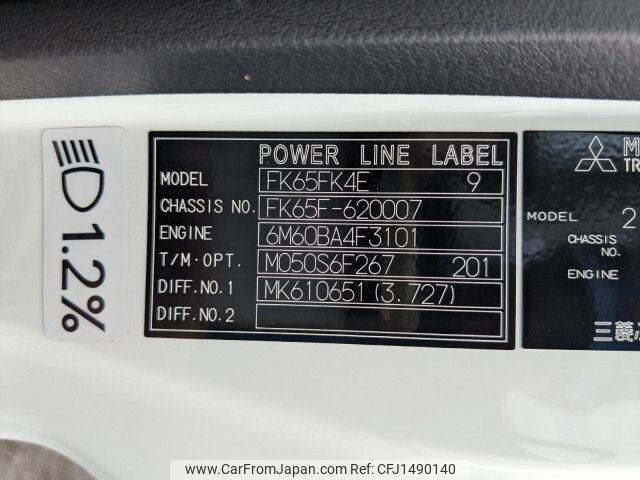 1.2%
POWER LINE LABEL
MODEL FK65FK4E 9
CHASSIS NO. FK65F-620007
ENGINE 6M60BA4F3101
T/M·OPT. M050S6F267 201
DIFF.NO.1 MK610651(3.727)
DIFF.NO.2
MODEL 2
CHASSIS
NO.
ENGINE
三菱
www.CarFromJapan.com - CFJ1490140